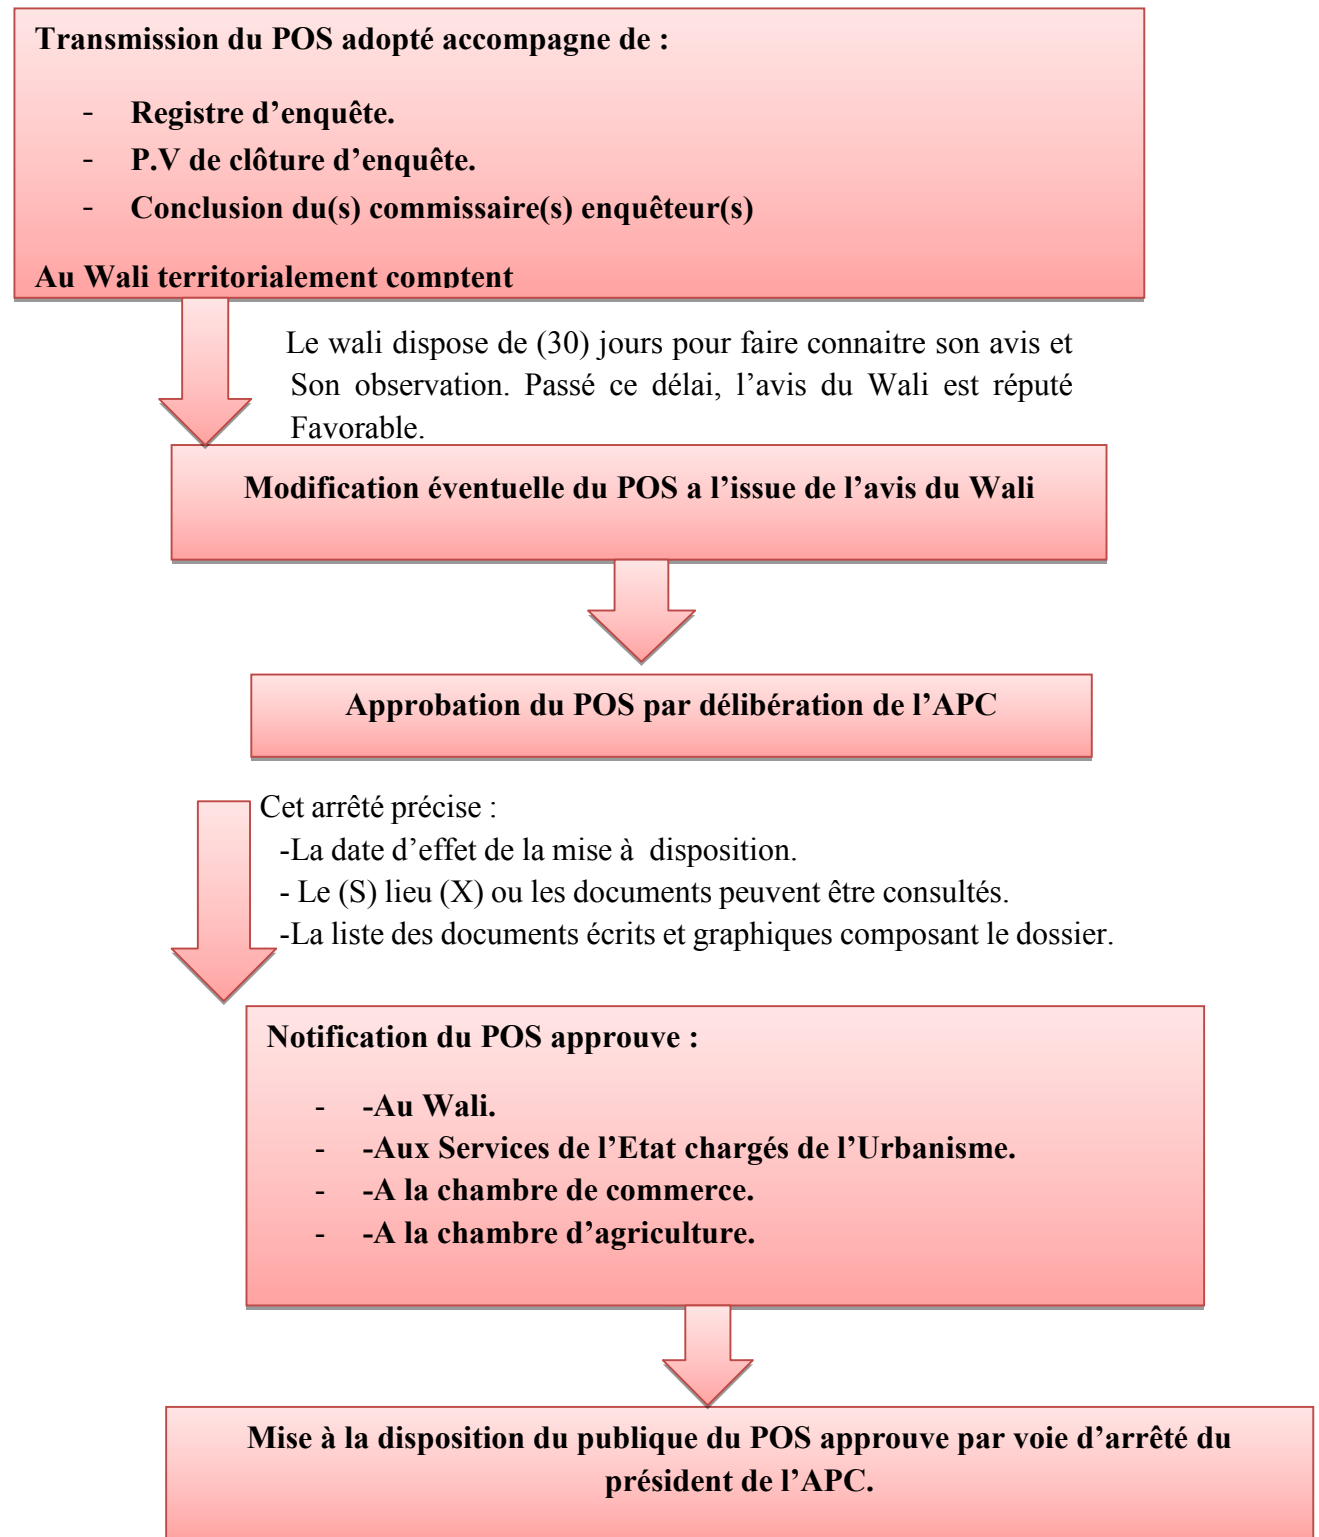 Transmission du POS adopté accompagne de :
- Registre d’enquête.
- P.V de clôture d’enquête.
- Conclusion du(s) commissaire(s) enquêteur(s)
Au Wali territorialement comptent
Le wali dispose de (30) jours pour faire connaitre son avis et
Son observation. Passé ce délai, l’avis du Wali est réputé
Favorable.
Modification éventuelle du POS a l’issue de l’avis du Wali
Approbation du POS par délibération de l’APC
Cet arrêté précise :
-La date d’effet de la mise à disposition.
- Le (S) lieu (X) ou les documents peuvent être consultés.
-La liste des documents écrits et graphiques composant le dossier.
Notification du POS approuve :
- -Au Wali.
- -Aux Services de l’Etat chargés de l’Urbanisme.
- -A la chambre de commerce.
- -A la chambre d’agriculture.
Mise à la disposition du publique du POS approuve par voie d’arrêté du
président de l’APC.